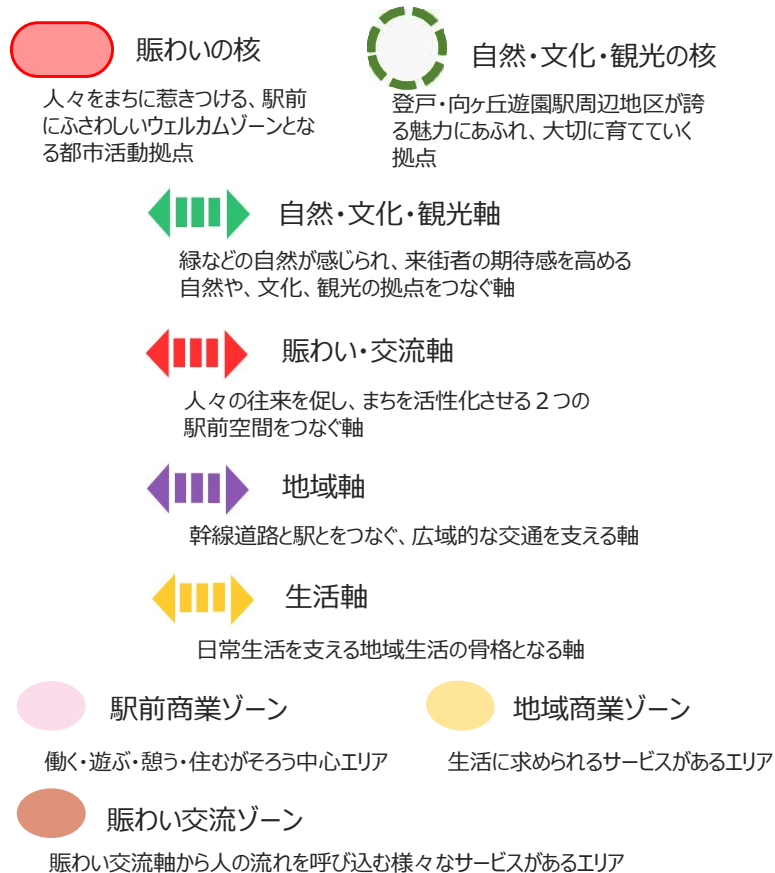 賑わいの核
人々をまちに惹きつける、駅前
にふさわしいウェルカムゾーンとな
る都市活動拠点
自然・文化・観光の核
登戸・向ヶ丘遊園駅周辺地区が誇
る魅力にあふれ、大切に育てていく
拠点
自然・文化・観光軸
緑などの自然が感じられ、来街者の期待感を高める
自然や、文化、観光の拠点をつなぐ軸
賑わい・交流軸
人々の往来を促し、まちを活性化させる２つの
駅前空間をつなぐ軸
地域軸
幹線道路と駅とをつなぐ、広域的な交通を支える軸
生活軸
日常生活を支える地域生活の骨格となる軸
駅前商業ゾーン
働く・遊ぶ・憩う・住むがそろう中心エリア
地域商業ゾーン
生活に求められるサービスがあるエリア
賑わい交流ゾーン
賑わい交流軸から人の流れを呼び込む様々なサービスがあるエリア